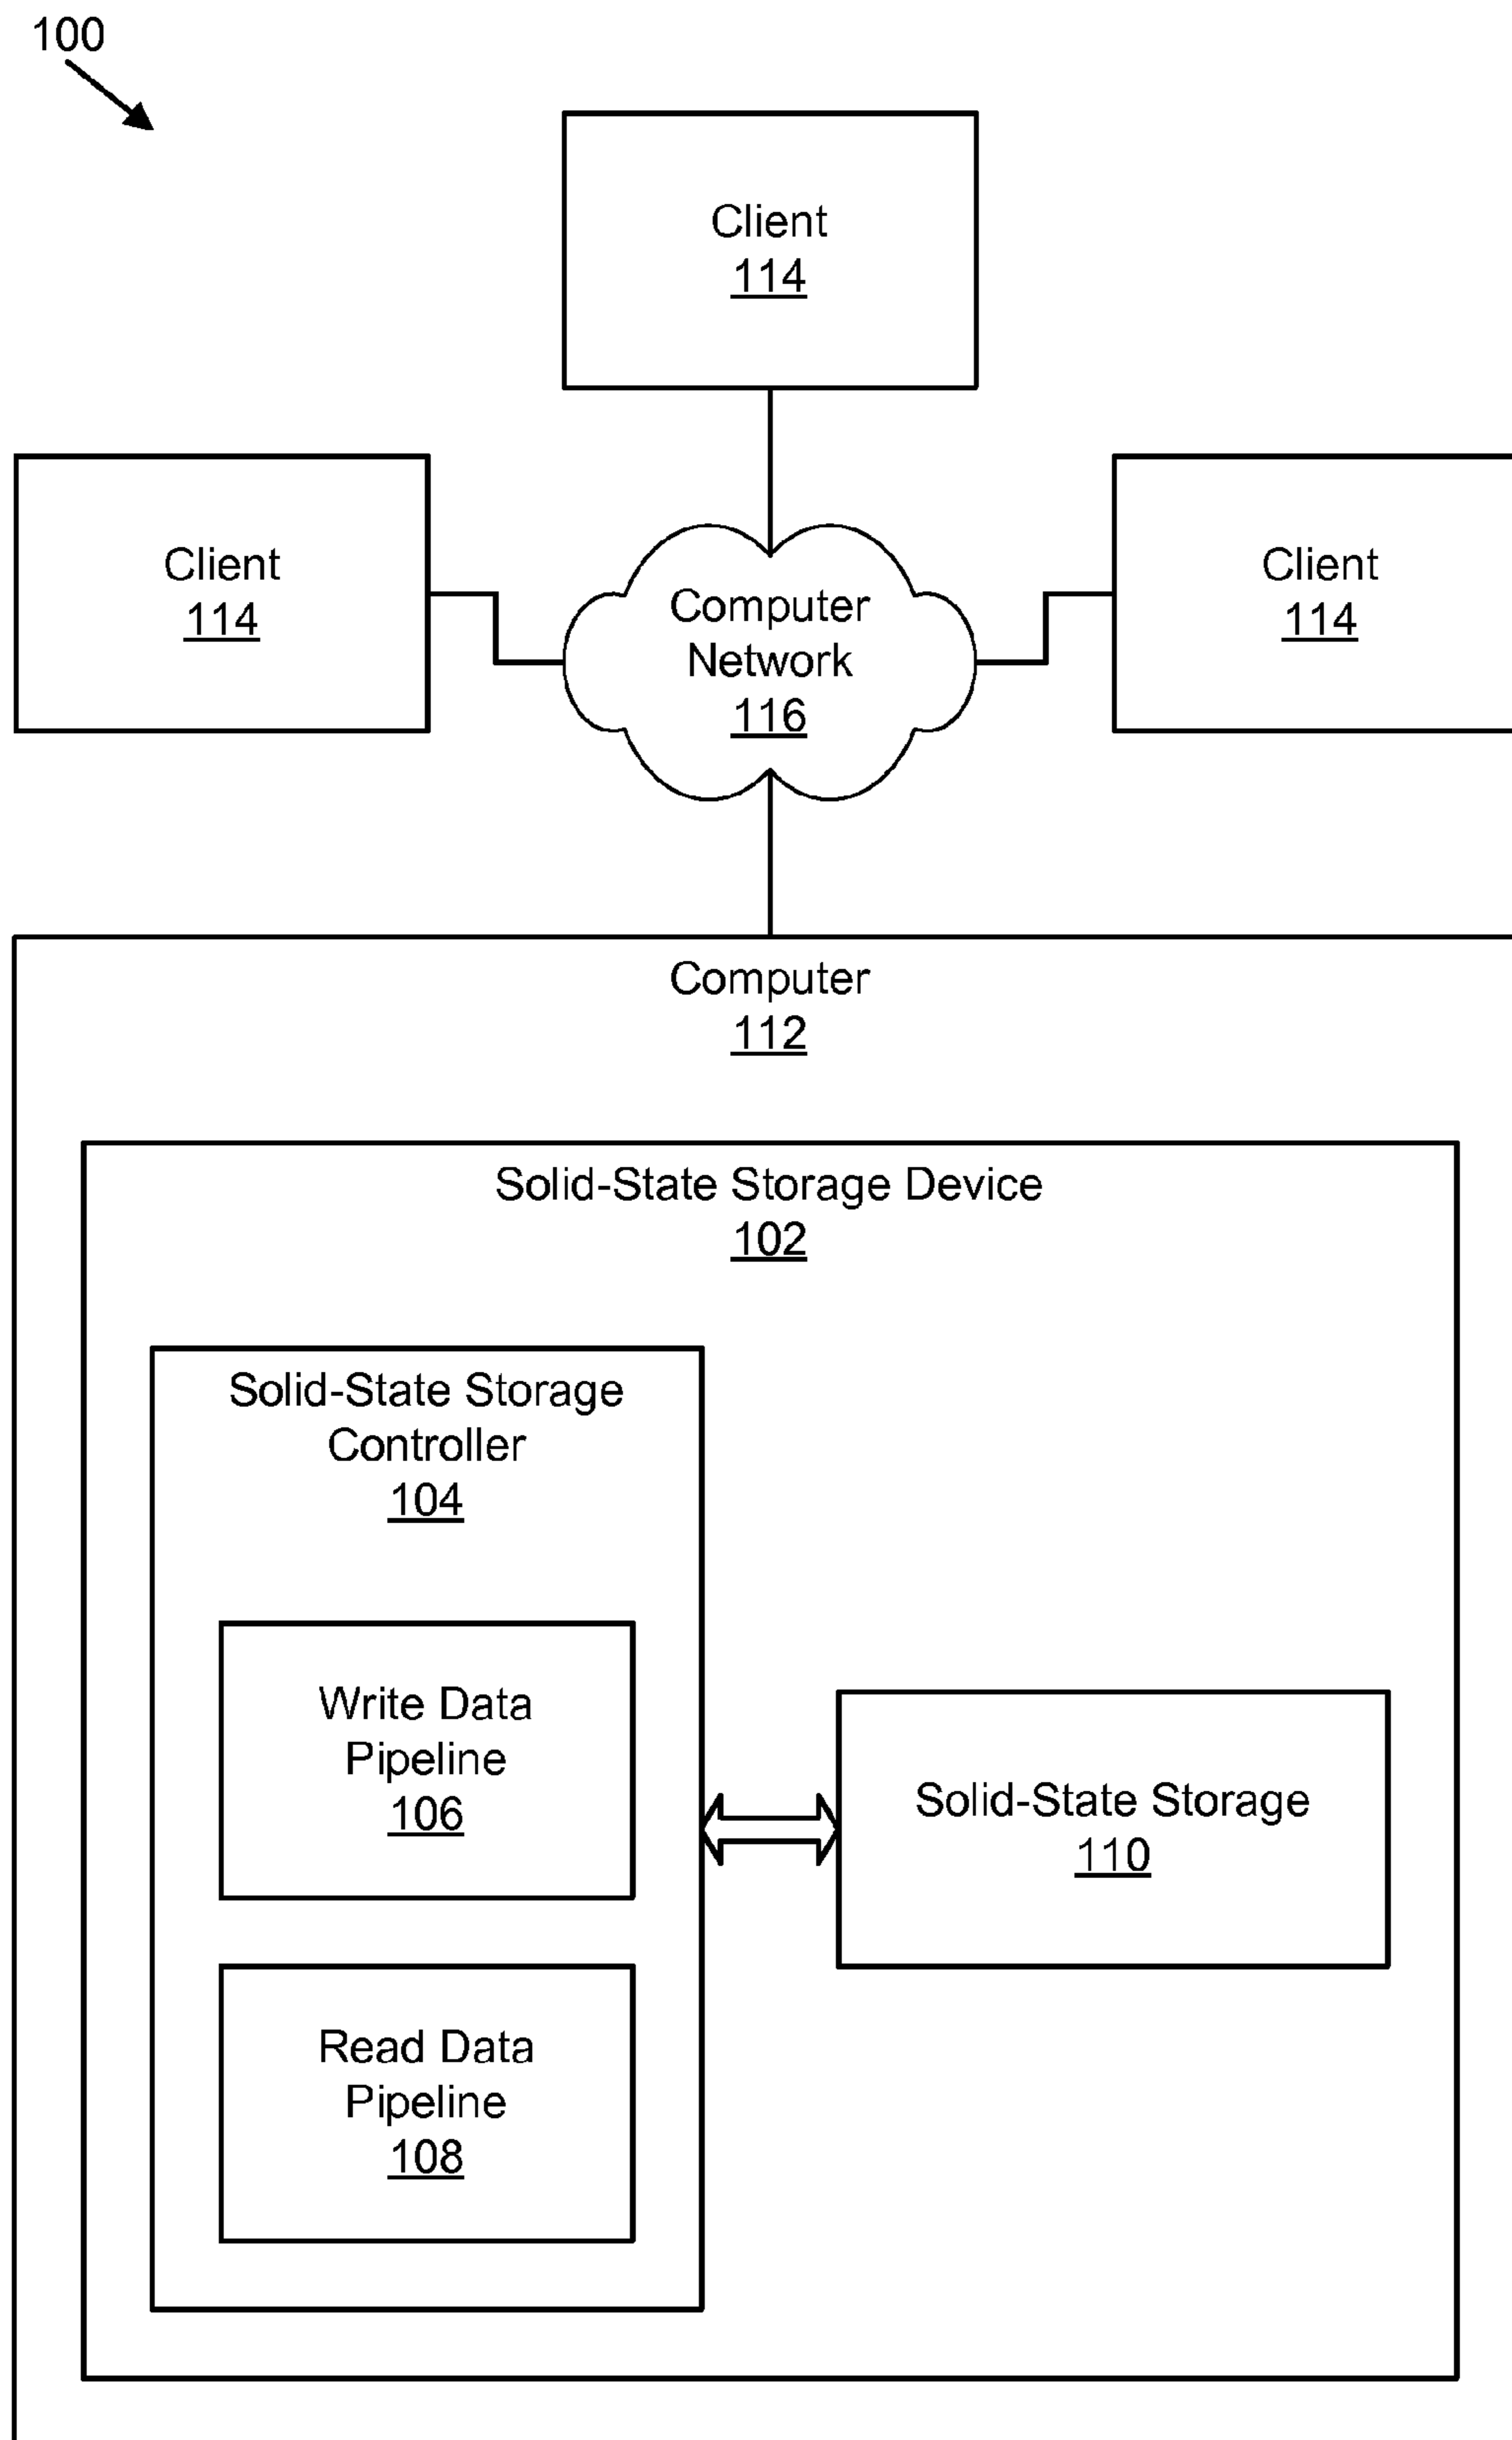 100
Client
114
Client
114
Computer
Network
116
Client
114
Computer
112
Solid-State Storage Device
102
Solid-State Storage
Controller
104
Write Data
Pipeline
106
Solid-State Storage
110
Read Data
Pipeline
108